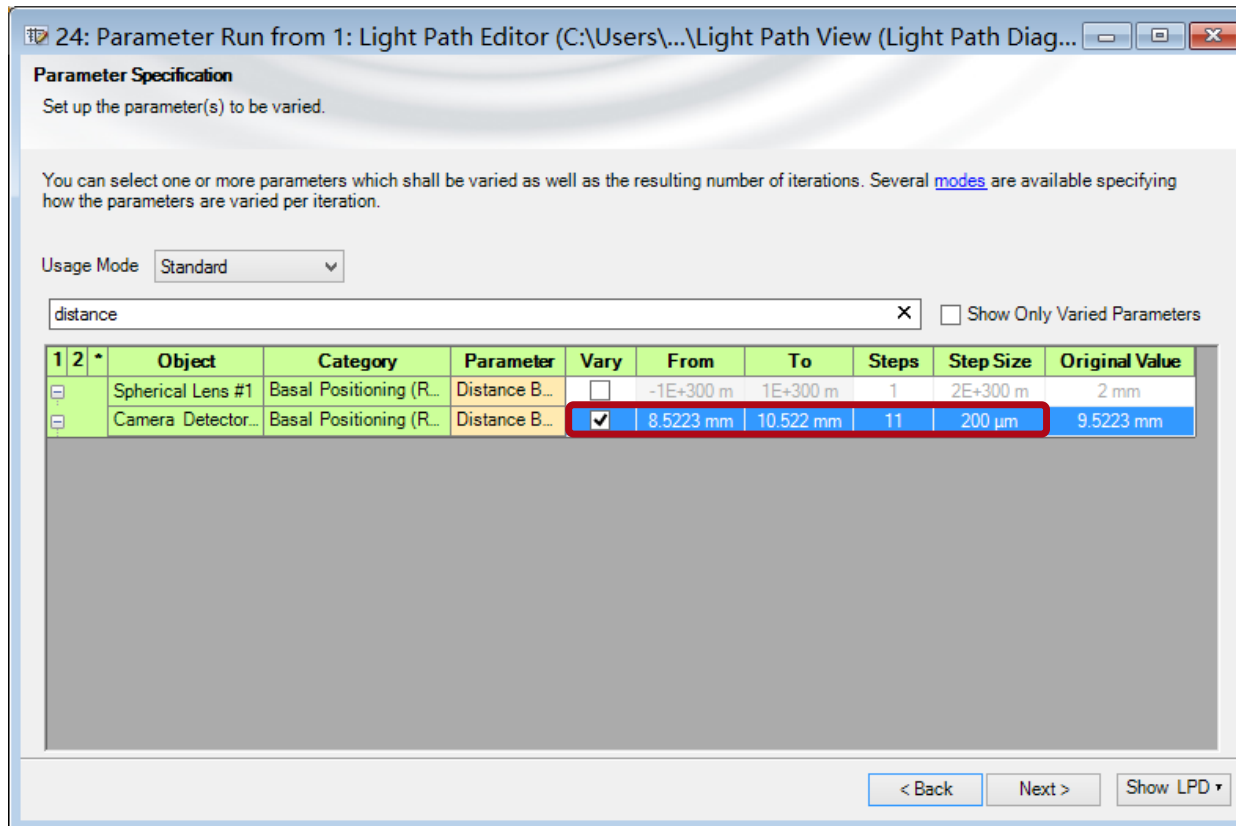 24: Parameter Run from 1: Light Path Editor (C:\Users\...\Light Path View (Light Path Diag...
Parameter Specification
Set up the parameter(s) to be varied.
You can select one or more parameters which shall be varied as well as the resulting number of iterations. Several modes are available specifying
how the parameters are varied per iteration.
Usage Mode Standard
distance × Show Only Varied Parameters
1 2 * Object Category Parameter Vary From To Steps Step Size Original Value
Spherical Lens #1 Basal Positioning (R... Distance B... -1E+300 m 1E+300 m 1 2E+300 m 2 mm
Camera Detector... Basal Positioning (R... Distance B... 8.5223 mm 10.522 mm 11 200 µm 9.5223 mm
< Back Next > Show LPD